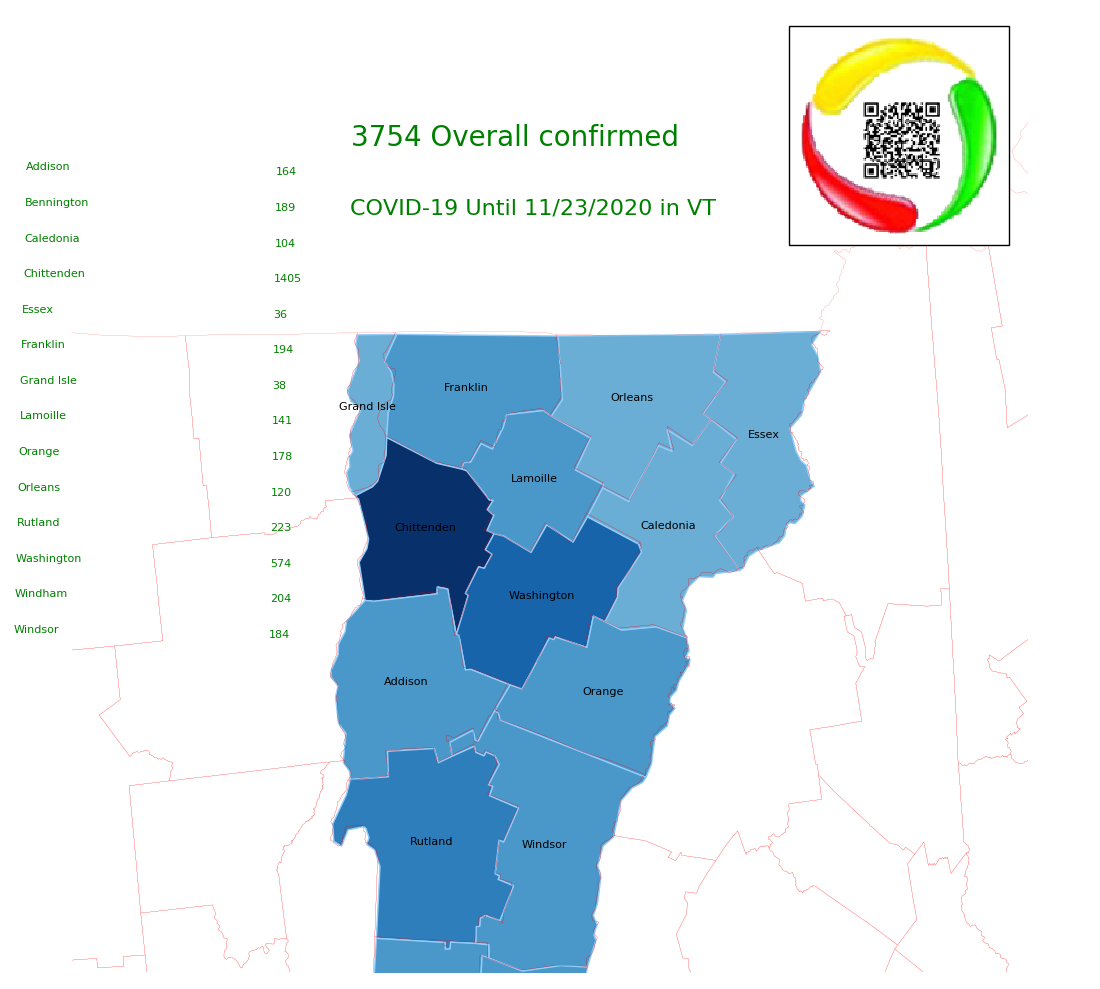 3754 Overall confirmed
COVID-19 Until 11/23/2020 in VT
Addison 164
Bennington 189
Caledonia 104
Chittenden 1405
Essex 36
Franklin 194
Grand Isle 38
Lamoille 141
Orange 178
Orleans 120
Rutland 223
Washington 574
Windham 204
Windsor 184
Franklin
Orleans
Grand Isle
Essex
Lamoille
Chittenden
Caledonia
Washington
Addison
Orange
Rutland
Windsor